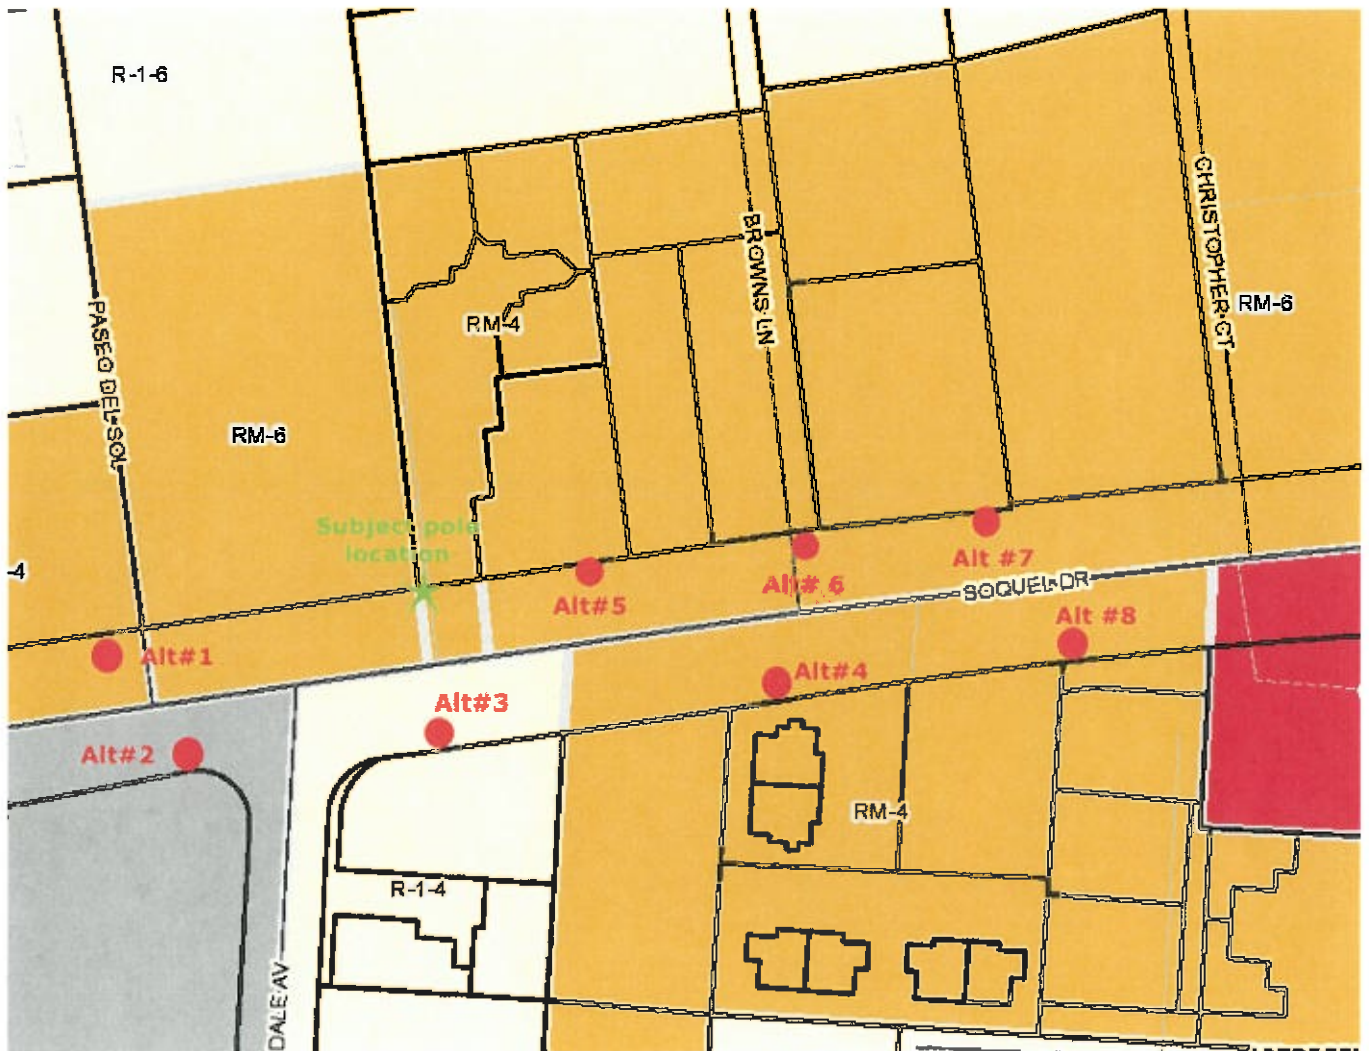 R-1-6
CHRISTOPHER CT
BROWNS LN
RM-6
PASEO DEL SOL
RM-4
RM-6
Subject pole
location
-4
Alt #7
Alt# 6
SOQUEL DR
Alt#5
Alt #8
Alt#1
Alt#4
Alt#3
Alt#2
RM-4
R-1-4
DALE AV